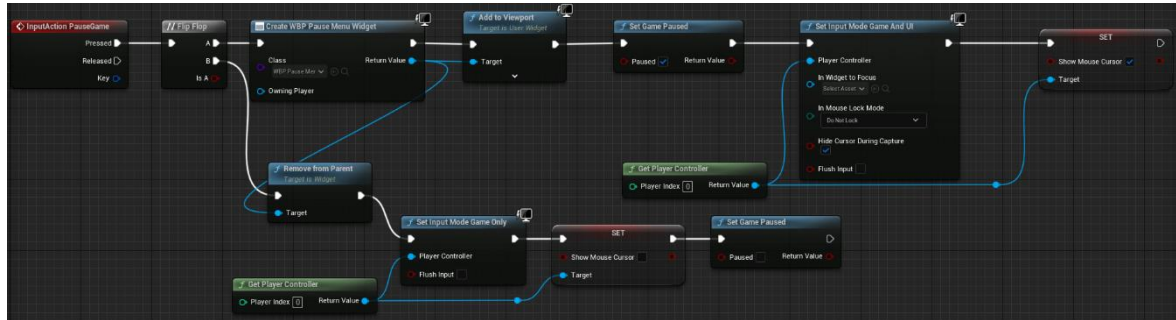 InputAction PauseGame
Pressed
Released
Key
Flip Flop
A
B
Is A
Create WBP Pause Menu Widget
Class
WBP Pause Mer
Owning Player
Return Value
Add to Viewport
Target is User Widget
Target
Set Game Paused
Paused
Return Value
Set Input Mode Game And UI
Player Controller
In Widget to Focus
Select Asset
In Mouse Lock Mode
Do Not Lock
Hide Cursor During Capture
Flush Input
SET
Show Mouse Cursor
Target
Get Player Controller
Player Index 0
Return Value
Remove from Parent
Target is Widget
Target
Set Input Mode Game Only
Player Controller
Flush Input
SET
Show Mouse Cursor
Target
Set Game Paused
Paused
Return Value
Get Player Controller
Player Index 0
Return Value